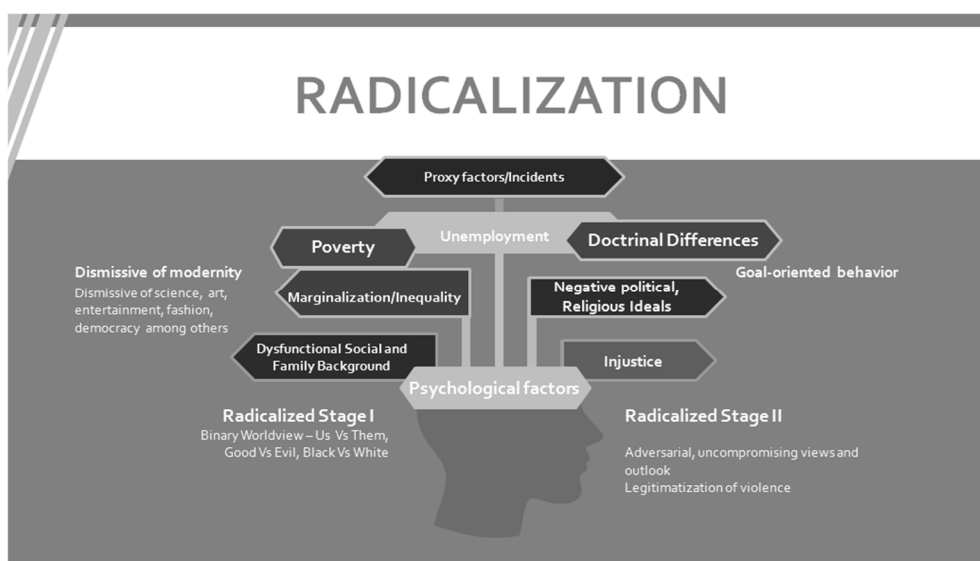 RADICALIZATION
Proxy factors/Incidents
Unemployment
Poverty
Doctrinal Differences
Dismissive of modernity
Dismissive of science, art,
entertainment, fashion,
democracy among others
Goal-oriented behavior
Marginalization/Inequality
Negative political,
Religious Ideals
Dysfunctional Social and
Family Background
Injustice
Psychological factors
Radicalized Stage I
Binary Worldview – Us Vs Them,
Good Vs Evil, Black Vs White
Radicalized Stage II
Adversarial, uncompromising views and
outlook
Legitimatization of violence